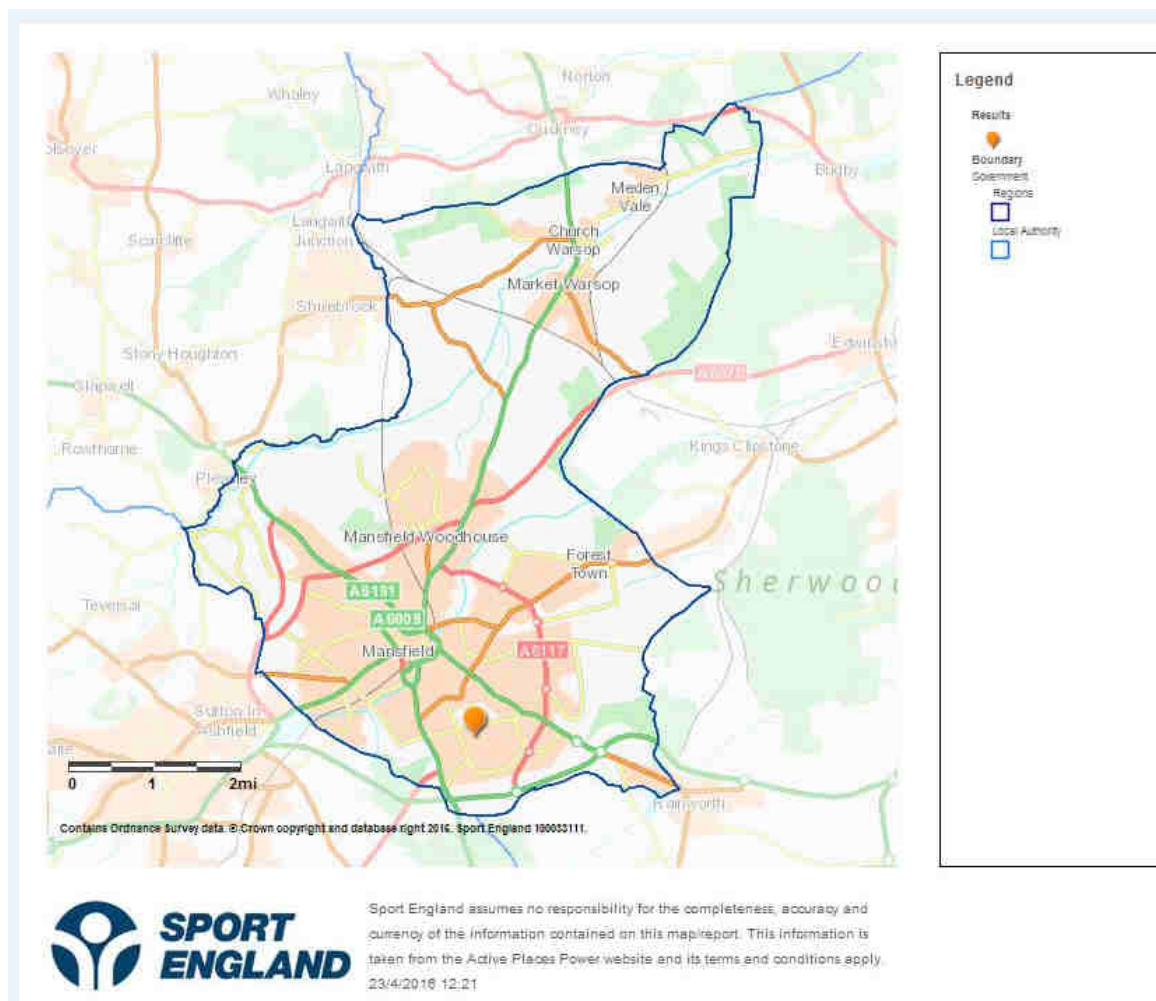 Norton
Whaley
Cuckney
Langwith
Budby
Meden
Vale
Langwith
Junction
Scarcliffe
Church
Warsop
Market Warsop
Shirebrook
Stony Houghton
A6075
Rowthorne
Kings Clipstone
Pleasley
Mansfield Woodhouse
Forest
Town
Sherwood
A6191
A6009
Teversal
Mansfield
A6117
Sutton in
Ashfield
Rainworth
0 1 2mi
Contains Ordnance Survey data. © Crown copyright and database right 2016. Sport England 100033111.
Legend
Results
Boundary
Government
Regions
Local Authority
SPORT
ENGLAND
Sport England assumes no responsibility for the completeness, accuracy and
currency of the information contained on this map/report. This information is
taken from the Active Places Power website and its terms and conditions apply.
23/4/2016 12:21